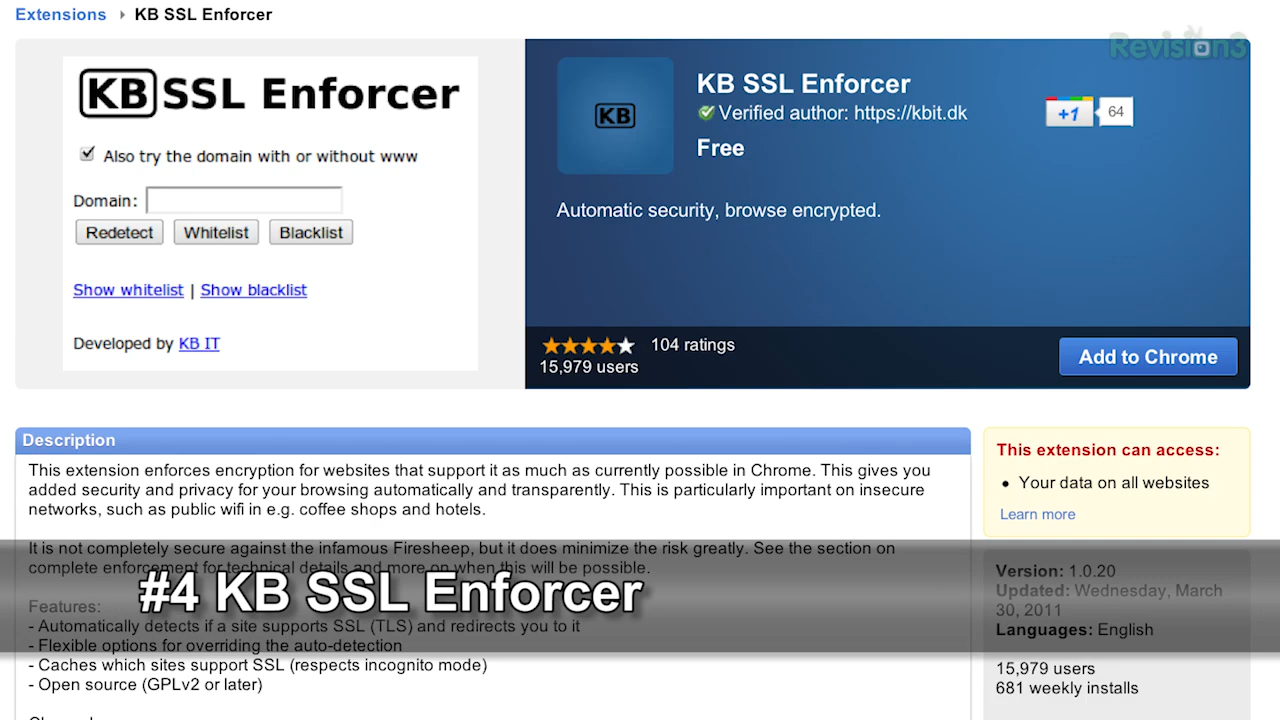 Extensions ▸ KB SSL Enforcer
Revision3
KB SSL Enforcer
Also try the domain with or without www
Domain:
Redetect Whitelist Blacklist
Show whitelist | Show blacklist
Developed by KB IT
KB
KB SSL Enforcer
Verified author: https://kbit.dk
Free
+1 64
Automatic security, browse encrypted.
104 ratings
15,979 users
Add to Chrome
Description
This extension enforces encryption for websites that support it as much as currently possible in Chrome. This gives you
added security and privacy for your browsing automatically and transparently. This is particularly important on insecure
networks, such as public wifi in e.g. coffee shops and hotels.
It is not completely secure against the infamous Firesheep, but it does minimize the risk greatly. See the section on
complete enforcement for technical details and more on when this will be possible.
#4 KB SSL Enforcer
Features:
- Automatically detects if a site supports SSL (TLS) and redirects you to it
- Flexible options for overriding the auto-detection
- Caches which sites support SSL (respects incognito mode)
- Open source (GPLv2 or later)
This extension can access:
• Your data on all websites
Learn more
Version: 1.0.20
Updated: Wednesday, March
30, 2011
Languages: English
15,979 users
681 weekly installs